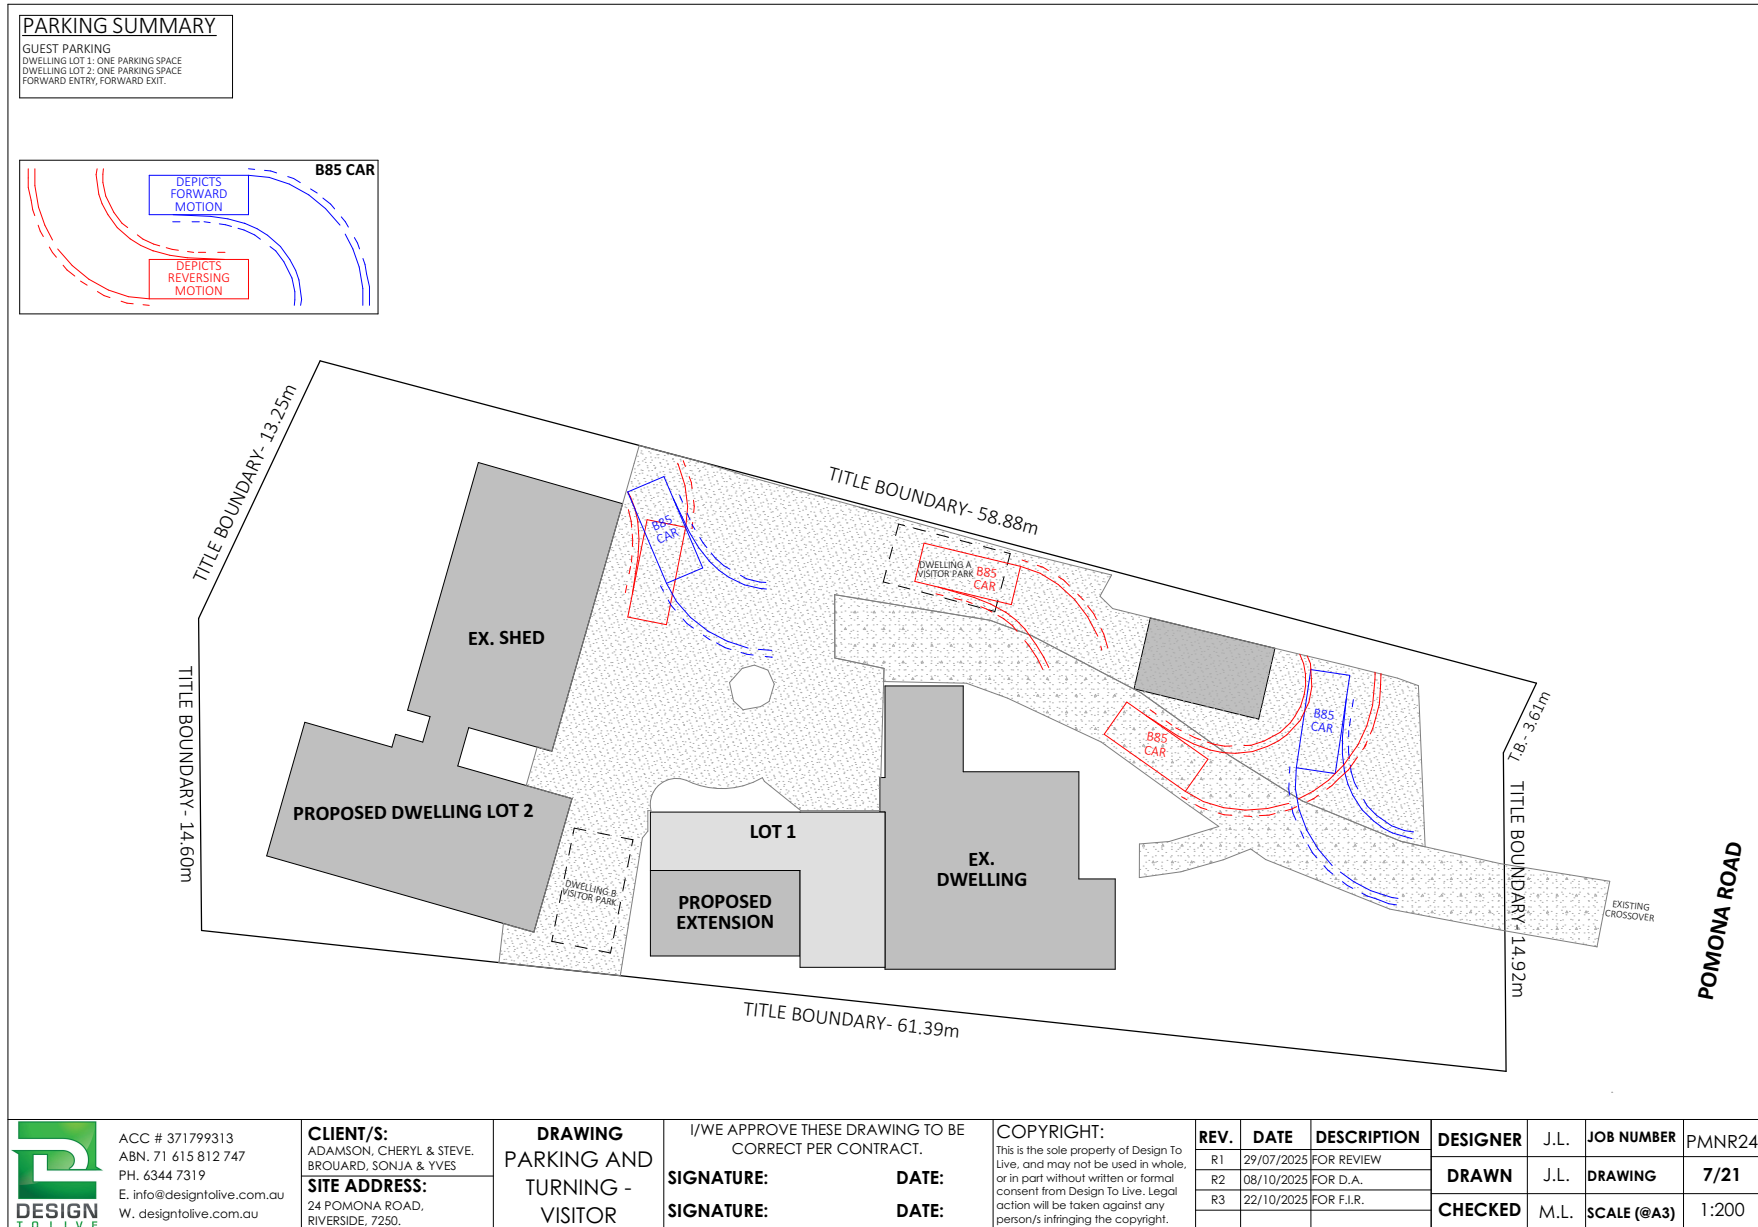 PARKING SUMMARY
GUEST PARKING
DWELLING LOT 1: ONE PARKING SPACE
DWELLING LOT 2: ONE PARKING SPACE
FORWARD ENTRY, FORWARD EXIT.
B85 CAR
DEPICTS
FORWARD
MOTION
DEPICTS
REVERSING
MOTION
TITLE BOUNDARY- 13.25m
TITLE BOUNDARY- 58.88m
TITLE BOUNDARY- 14.60m
T.B.- 3.61m
TITLE BOUNDARY- 14.92m
TITLE BOUNDARY- 61.39m
EX. SHED
B85
CAR
DWELLING A
VISITOR PARK
B85
CAR
B85
CAR
B85
CAR
PROPOSED DWELLING LOT 2
LOT 1
EX.
DWELLING
DWELLING B
VISITOR PARK
PROPOSED
EXTENSION
EXISTING
CROSSOVER
POMONA ROAD
DESIGN
TO LIVE
ACC # 371799313
ABN. 71 615 812 747
PH. 6344 7319
E. info@designtolive.com.au
W. designtolive.com.au
CLIENT/S:
ADAMSON, CHERYL & STEVE.
BROUARD, SONJA & YVES
SITE ADDRESS:
24 POMONA ROAD,
RIVERSIDE, 7250.
DRAWING
PARKING AND
TURNING -
VISITOR
I/WE APPROVE THESE DRAWING TO BE
CORRECT PER CONTRACT.
SIGNATURE: DATE:
SIGNATURE: DATE:
COPYRIGHT:
This is the sole property of Design To
Live, and may not be used in whole,
or in part without written or formal
consent from Design To Live. Legal
action will be taken against any
person/s infringing the copyright.
REV. DATE DESCRIPTION
R1 29/07/2025 FOR REVIEW
R2 08/10/2025 FOR D.A.
R3 22/10/2025 FOR F.I.R.
DESIGNER J.L. JOB NUMBER PMNR24
DRAWN J.L. DRAWING 7/21
CHECKED M.L. SCALE (@A3) 1:200